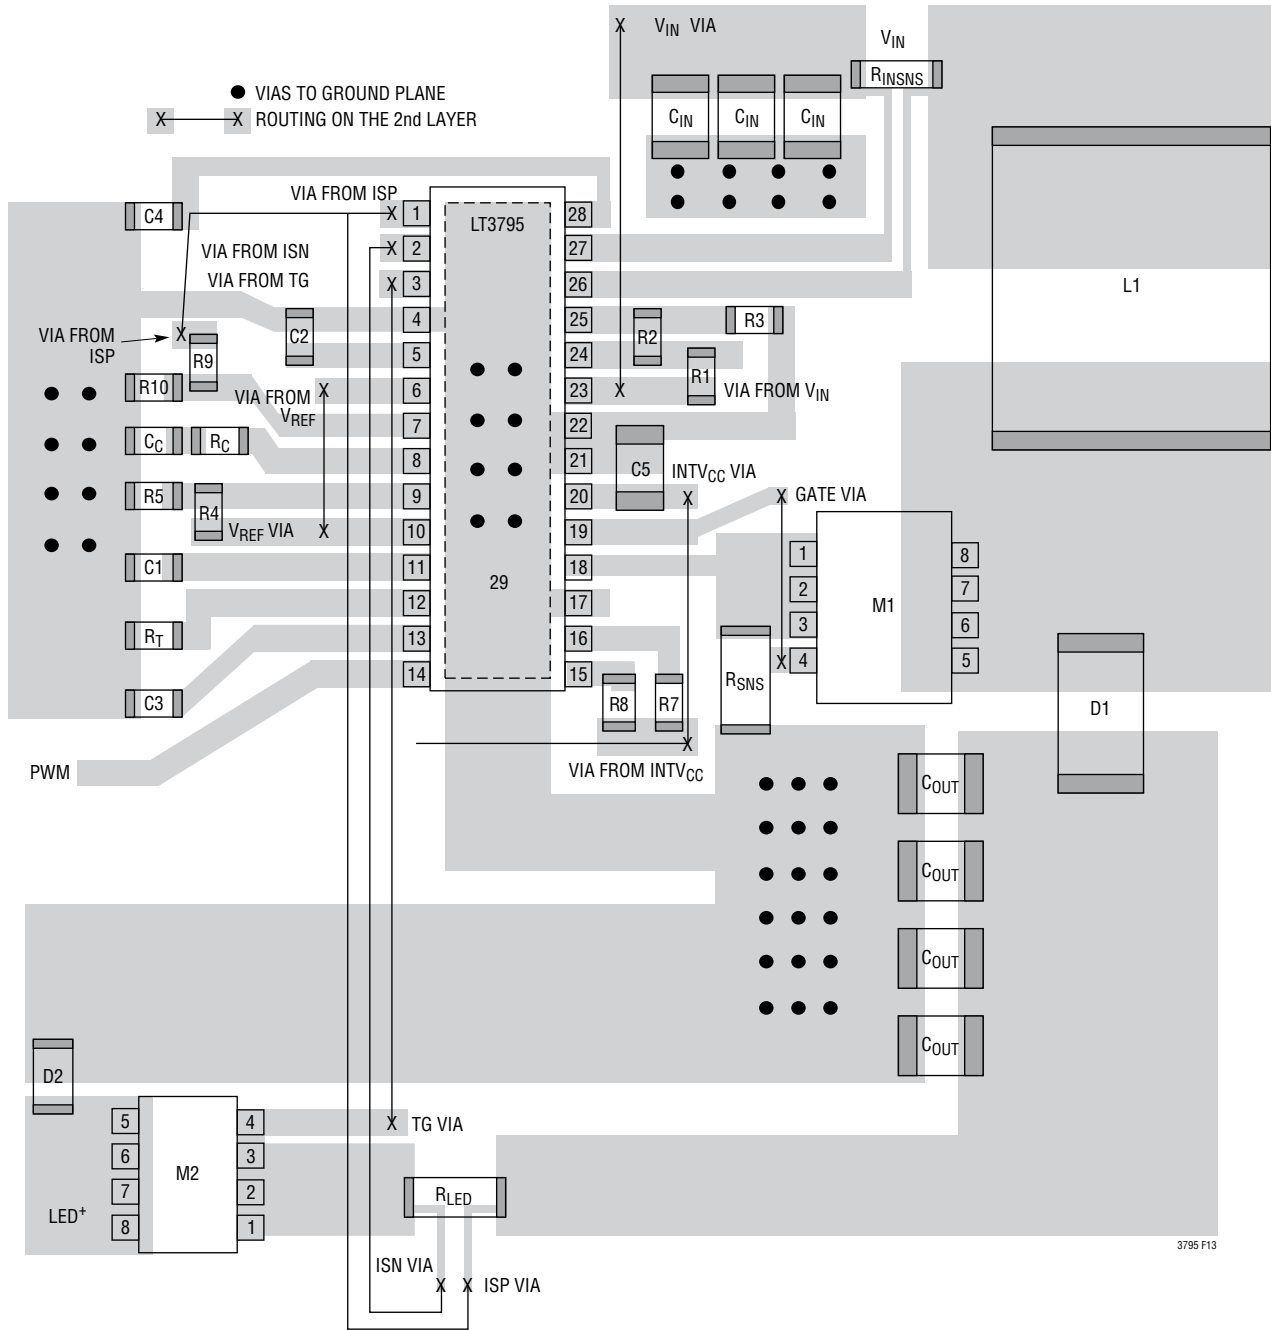 X V_IN VIA
V_IN
R_INSNS
VIAS TO GROUND PLANE
X X ROUTING ON THE 2nd LAYER
C_IN C_IN C_IN
VIA FROM ISP X 1 LT3795 28
C4
VIA FROM ISN X 2 27
VIA FROM TG X 3 26
L1
4 25 R3
VIA FROM ISP X C2 R2
5 24
R9 R1
R10 VIA FROM V_REF X 6 23 X VIA FROM V_IN
7 22
C_C R_C 8 21 C5 INTV_CC VIA
R5 9 20 X X GATE VIA
R4 V_REF VIA X 10 19
C1 11 18 1 8
12 29 17 2 M1 7
R_T 13 16 3 6
14 15 X 4 5
C3 R8 R7 R_SNS D1
X
PWM VIA FROM INTV_CC
C_OUT
C_OUT
C_OUT
C_OUT
D2
5 4 X TG VIA
6 3
M2
7 2 R_LED
LED+ 8 1
3795 F13
ISN VIA X X ISP VIA